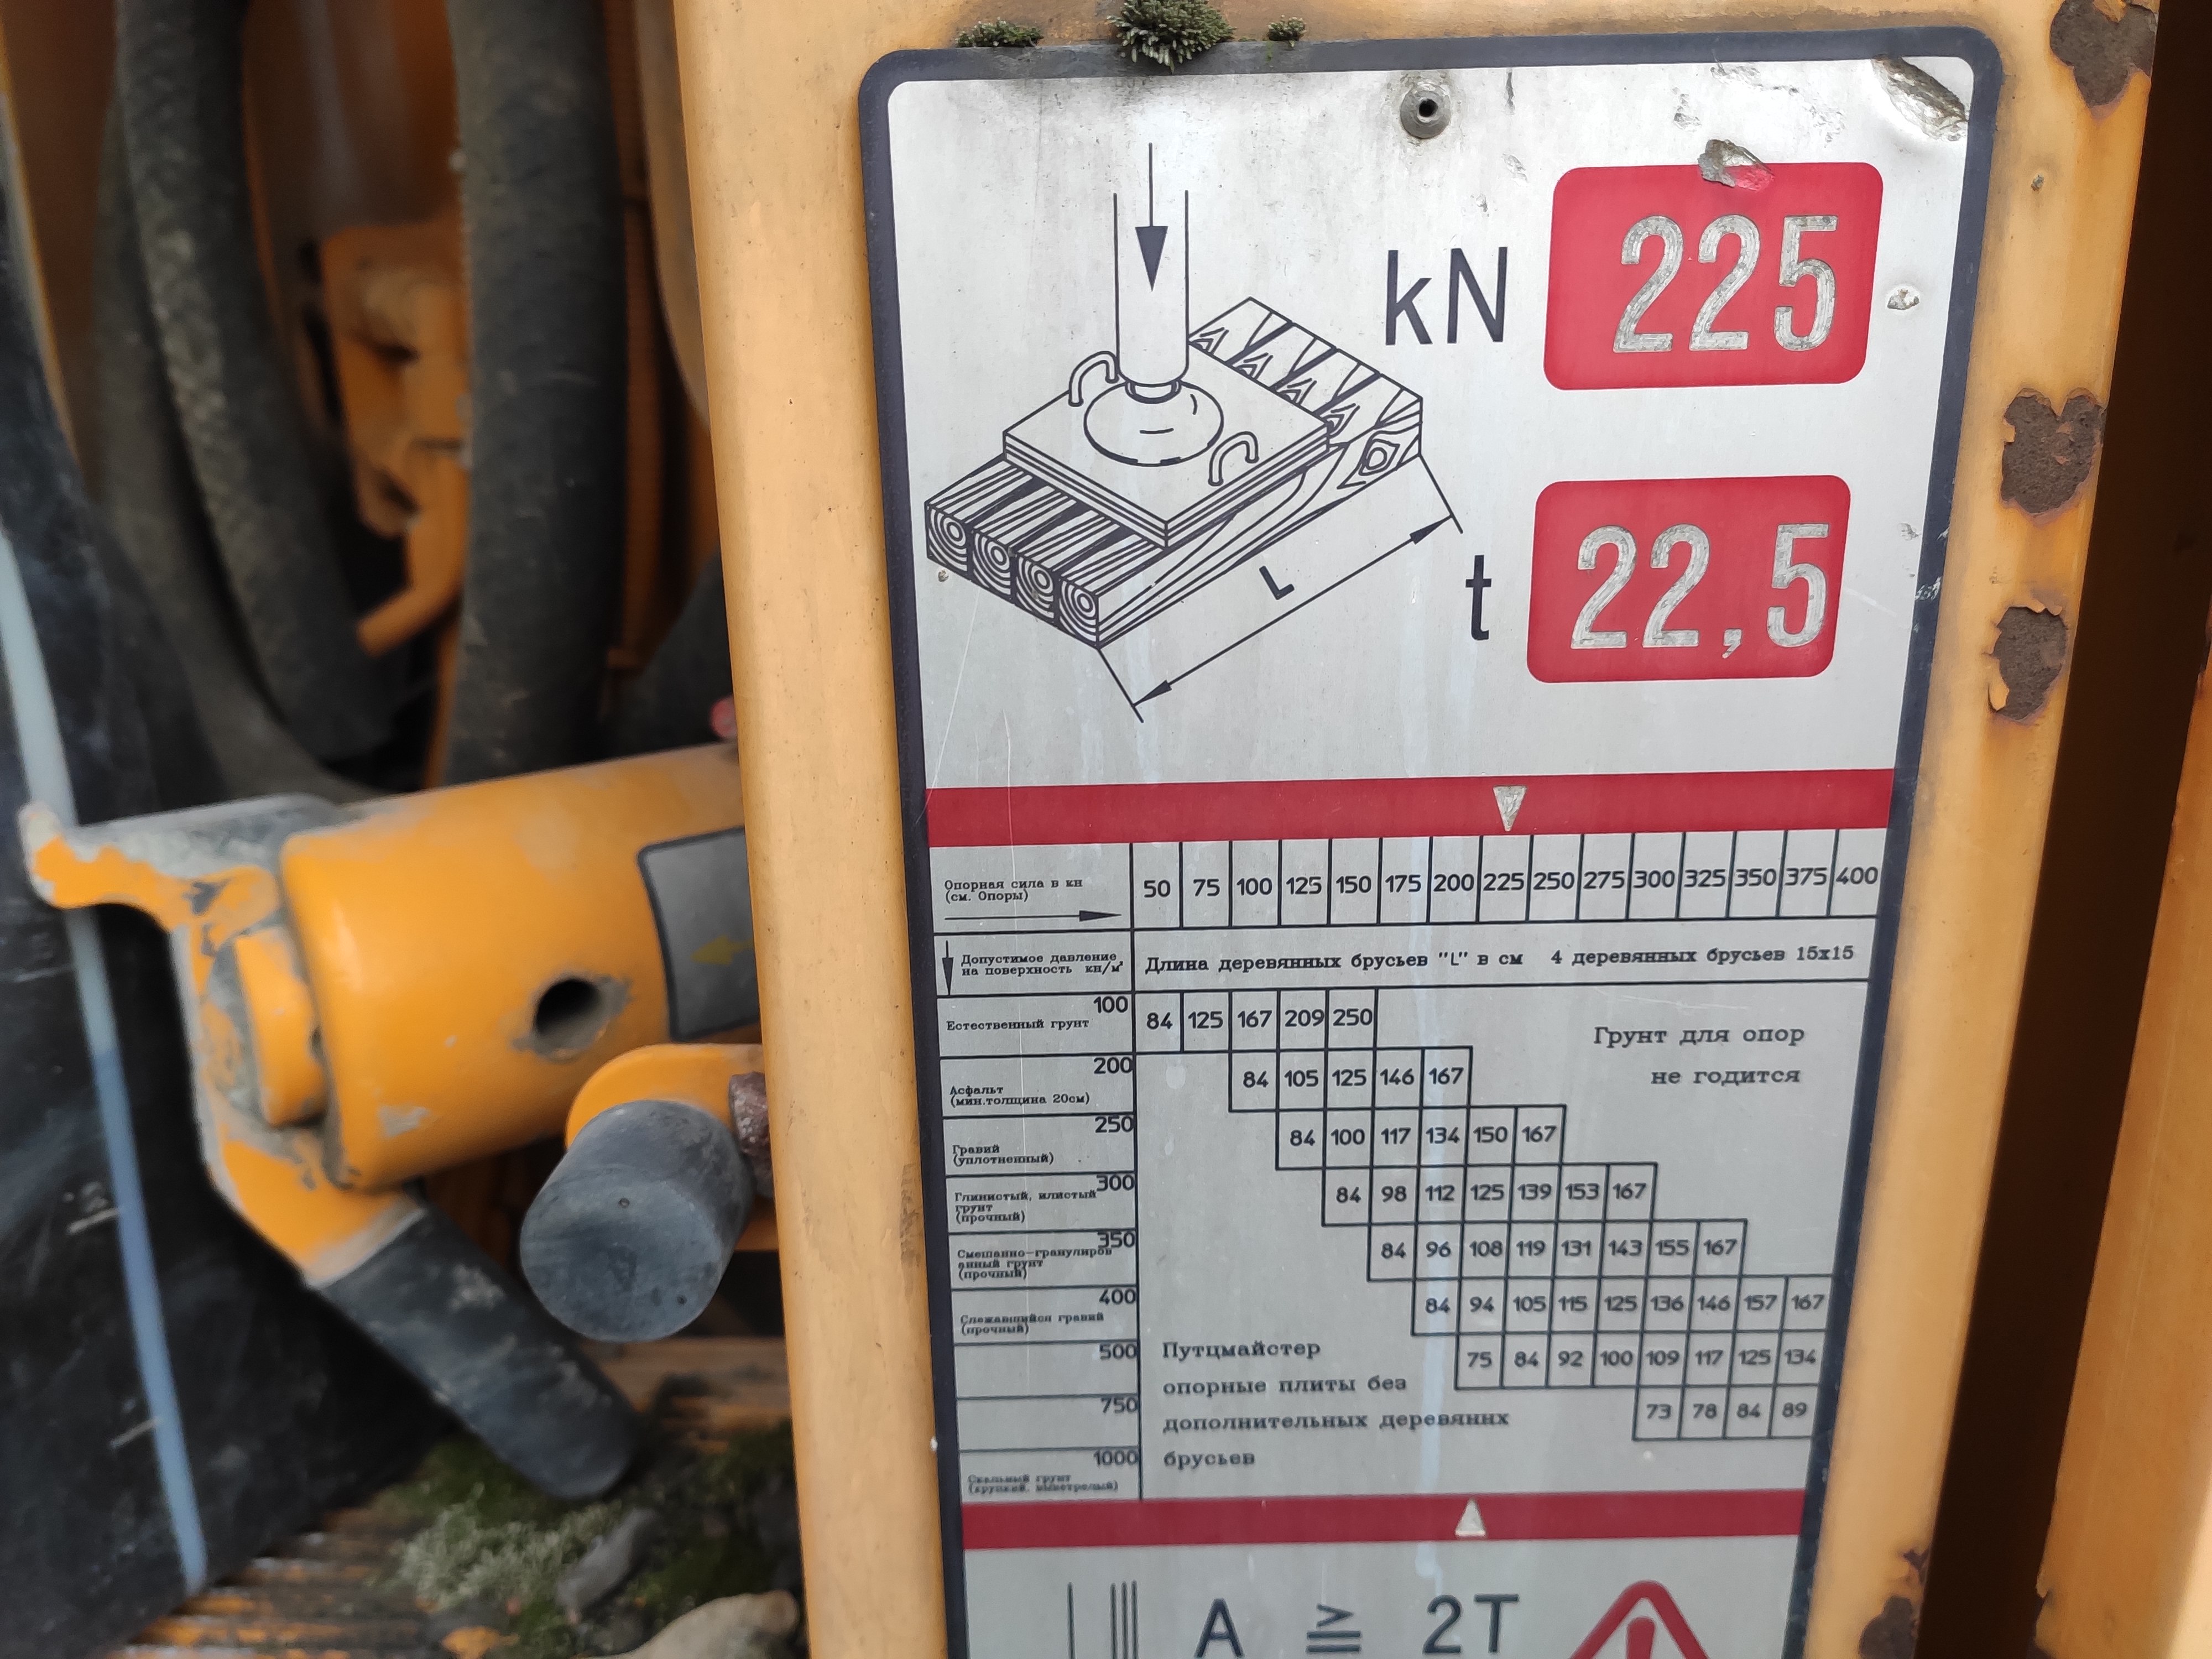 kN 225
L
t 22,5
Опорная сила в кн
(см. Опоры)
50 75 100 125 150 175 200 225 250 275 300 325 350 375 400
Допустимое давление
на поверхность кн/м²
Длина деревянных брусьев "L" в см 4 деревянных брусьев 15x15
100
Естественный грунт
84 125 167 209 250
Грунт для опор
не годится
200
Асфальт
(мин.толщина 20см)
84 105 125 146 167
250
Гравий
(уплотненный)
84 100 117 134 150 167
300
Глинистый, илистый
грунт
(прочный)
84 98 112 125 139 153 167
350
Смешанно-гранулиров
анный грунт
(прочный)
84 96 108 119 131 143 155 167
400
Слежавшийся гравий
(прочный)
84 94 105 115 125 136 146 157 167
500
75 84 92 100 109 117 125 134
750
73 78 84 89
Путцмайстер
опорные плиты без
дополнительных деревяннх
брусьев
1000
Скальный грунт
A ≧ 2T